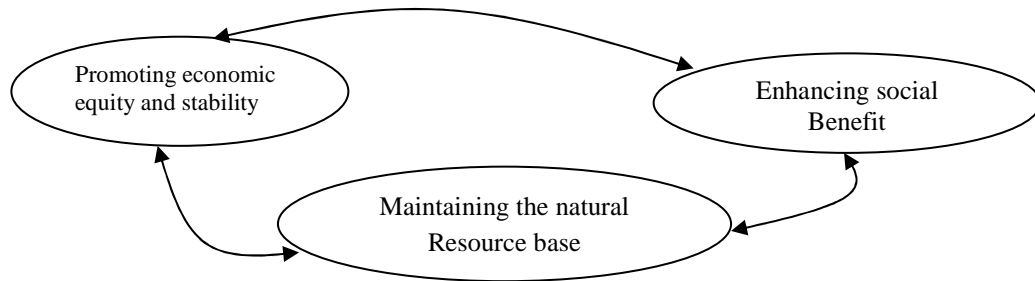 Promoting economic
equity and stability
Enhancing social
Benefit
Maintaining the natural
Resource base